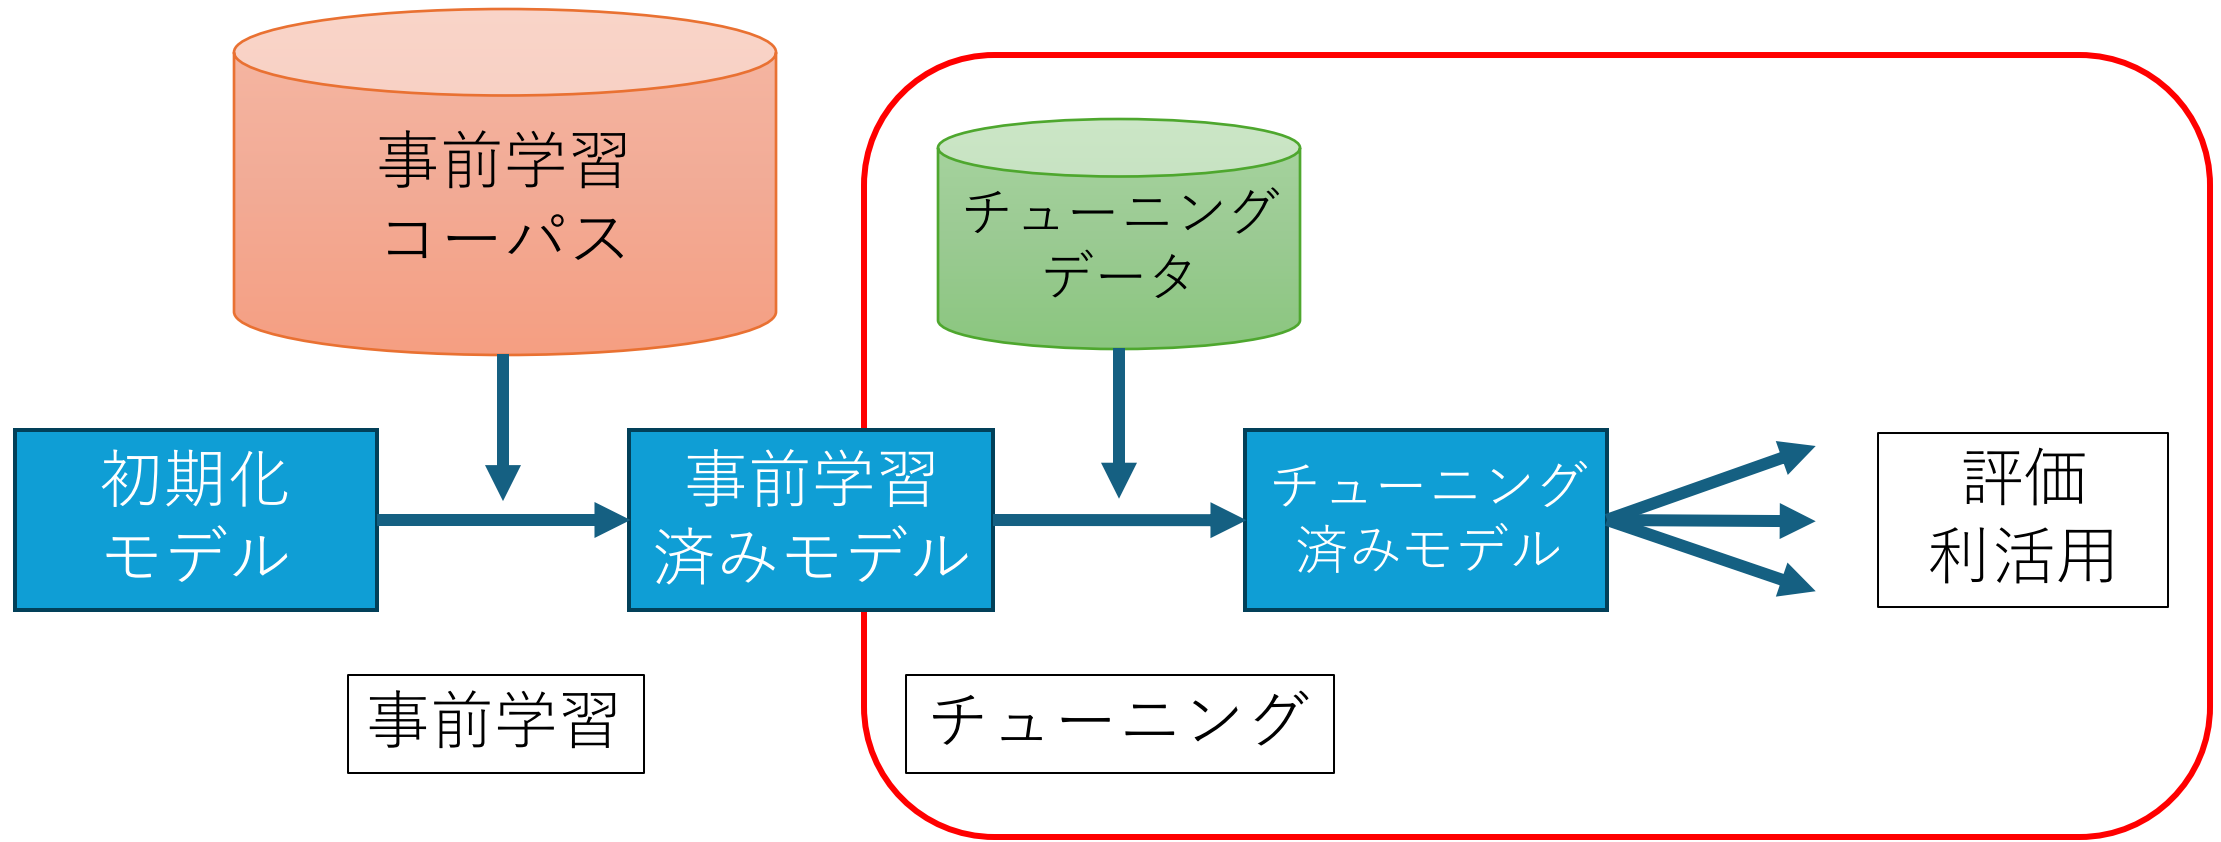 事前学習
コーパス
チューニング
データ
初期化
モデル
事前学習
済みモデル
チューニング
済みモデル
評価
利活用
事前学習
チューニング